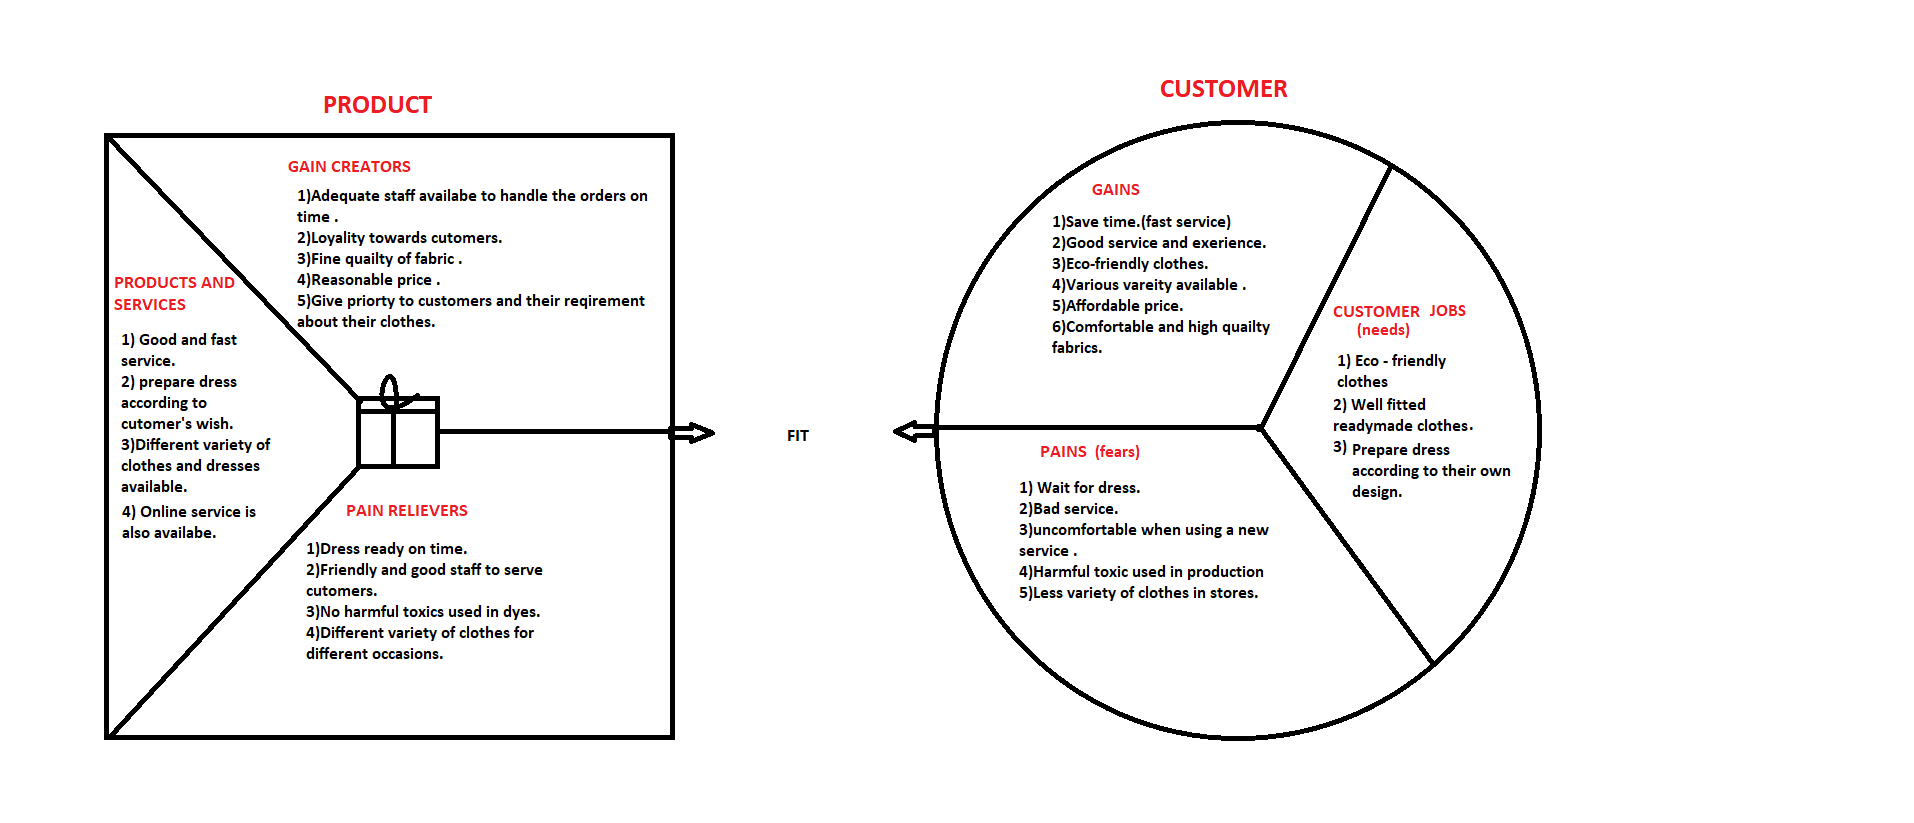 PRODUCT
GAIN CREATORS
1)Adequate staff availabe to handle the orders on
time .
2)Loyality towards cutomers.
3)Fine quailty of fabric .
4)Reasonable price .
5)Give priorty to customers and their reqirement
about their clothes.
PRODUCTS AND
SERVICES
1) Good and fast
service.
2) prepare dress
according to
cutomer's wish.
3)Different variety of
clothes and dresses
available.
4) Online service is
also availabe.
PAIN RELIEVERS
1)Dress ready on time.
2)Friendly and good staff to serve
cutomers.
3)No harmful toxics used in dyes.
4)Different variety of clothes for
different occasions.
FIT
CUSTOMER
GAINS
1)Save time.(fast service)
2)Good service and exerience.
3)Eco-friendly clothes.
4)Various vareity available .
5)Affordable price.
6)Comfortable and high quailty
fabrics.
CUSTOMER JOBS
(needs)
1) Eco - friendly
clothes
2) Well fitted
readymade clothes.
3) Prepare dress
according to their own
design.
PAINS (fears)
1) Wait for dress.
2)Bad service.
3)uncomfortable when using a new
service .
4)Harmful toxic used in production
5)Less variety of clothes in stores.